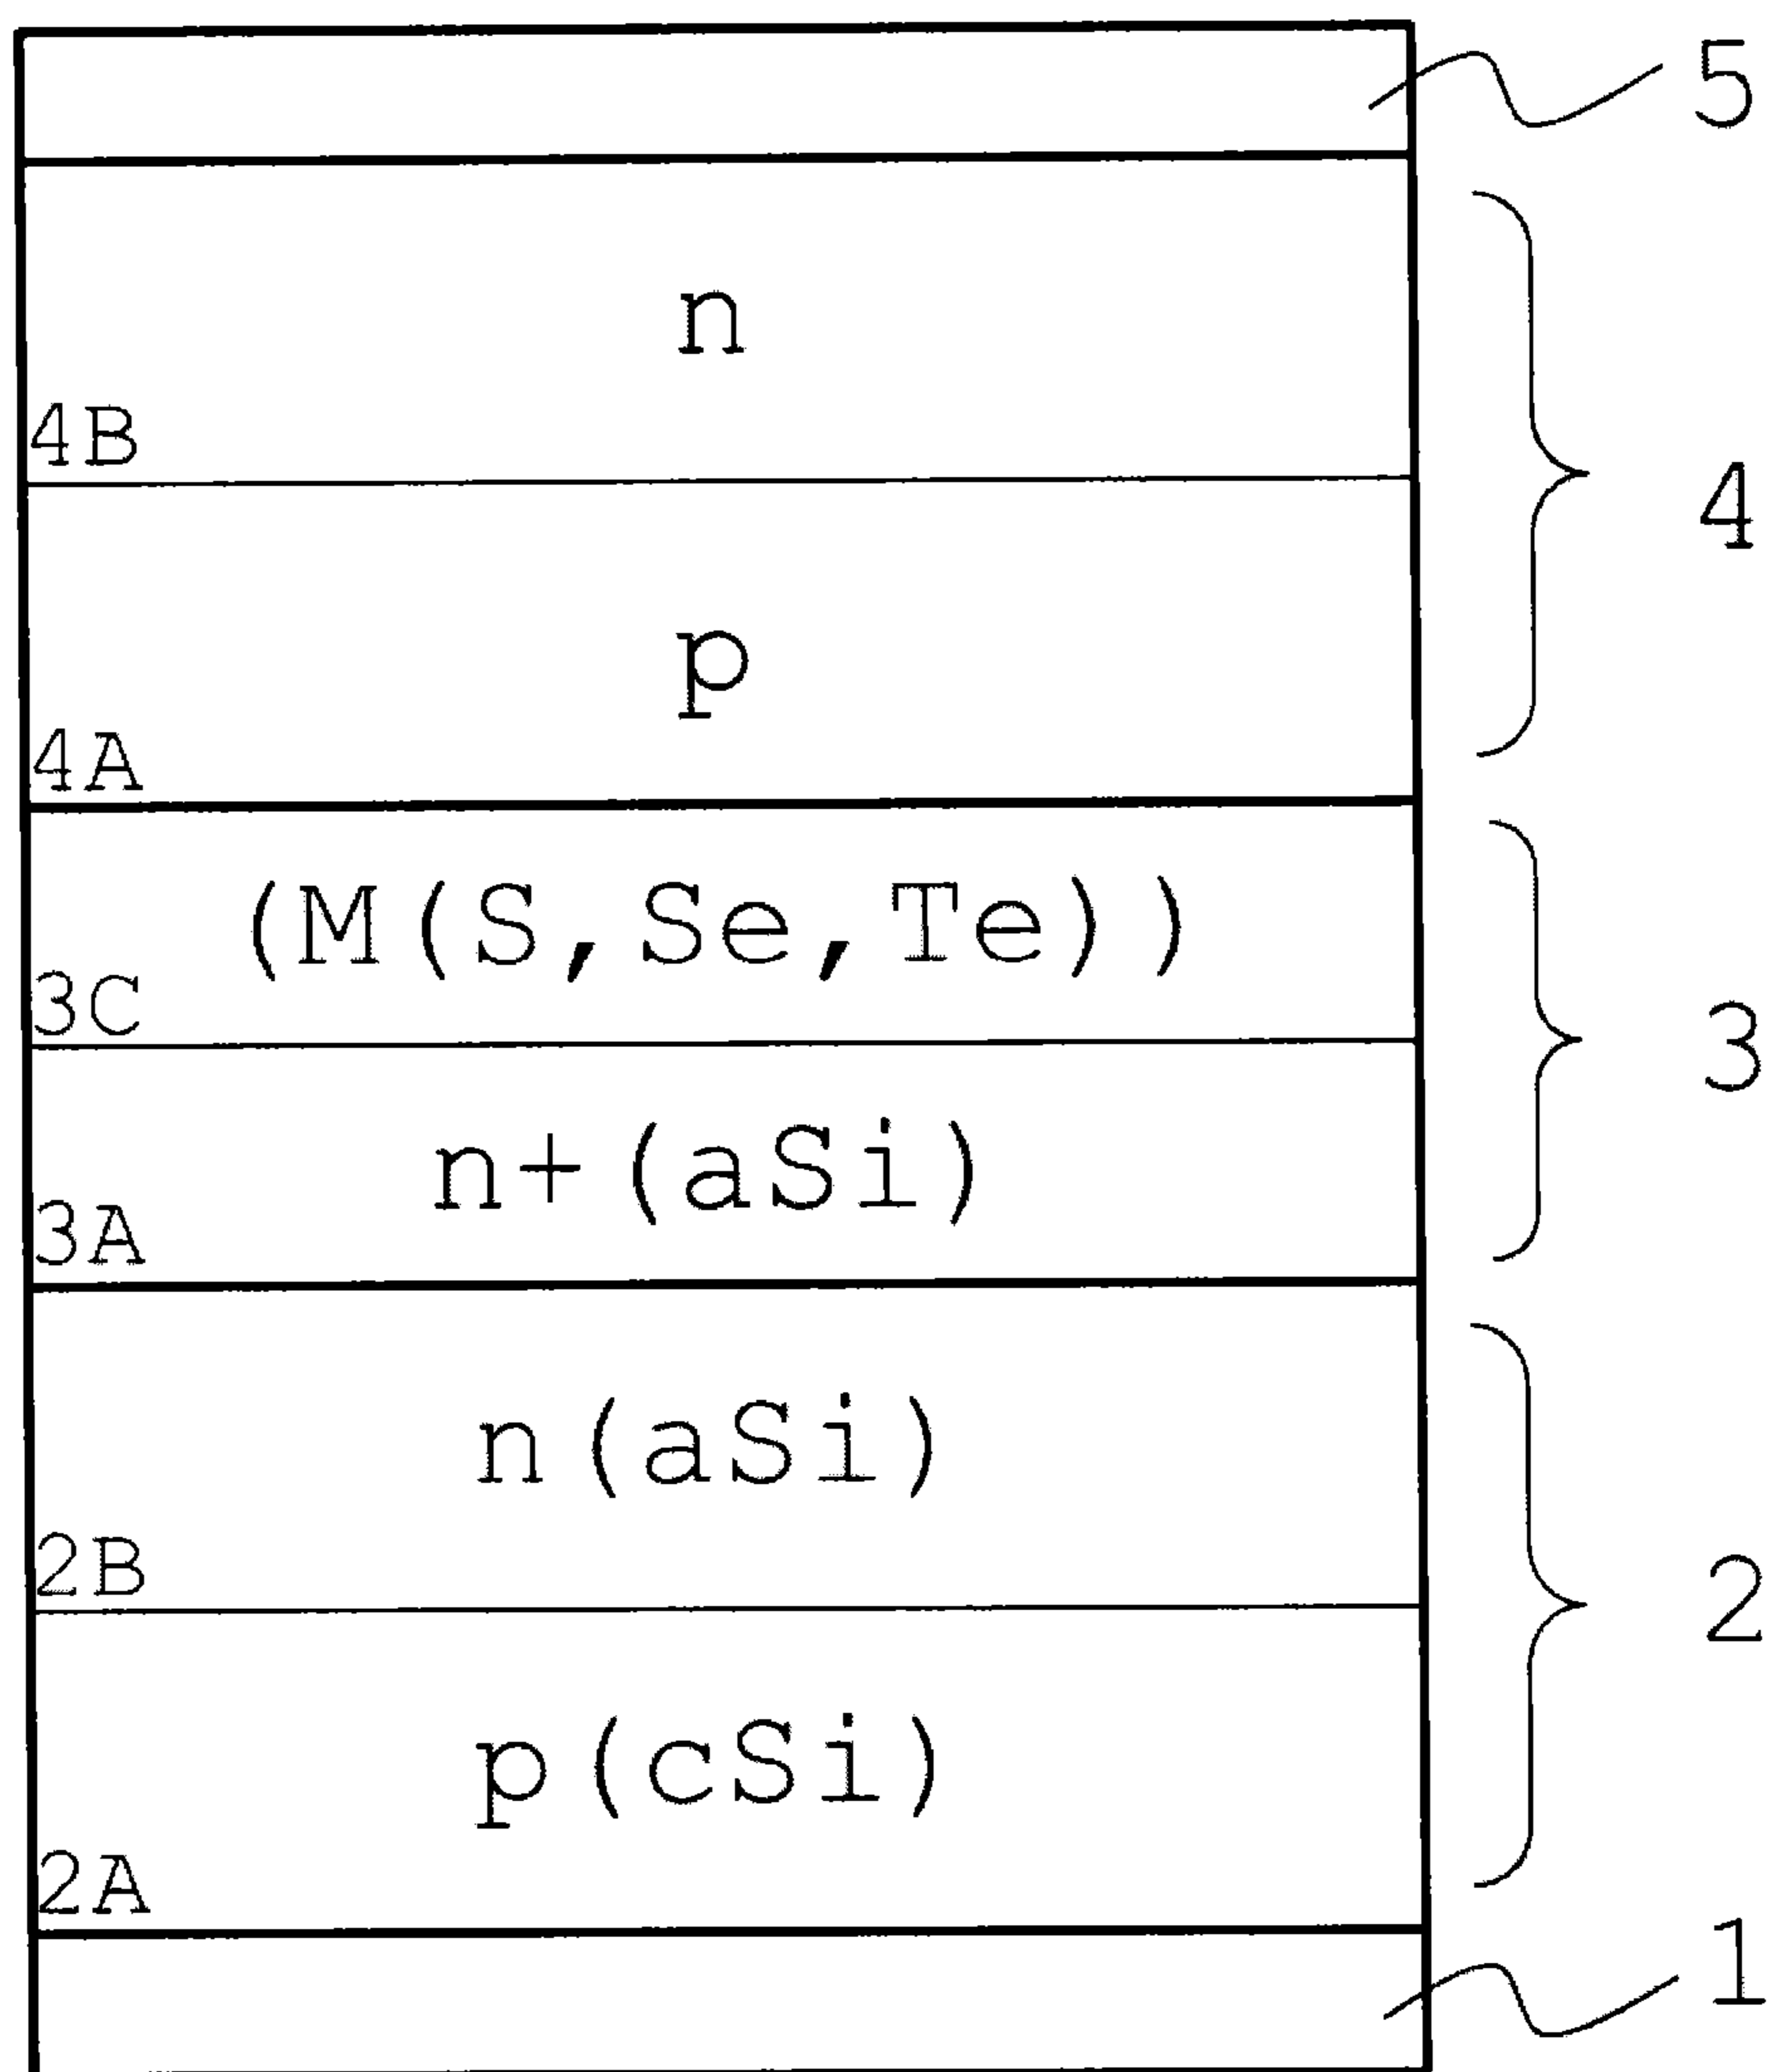 5
n
4B
4
p
4A
(M(S,Se,Te))
3C
3
n+(aSi)
3A
n(aSi)
2B
2
p(cSi)
2A
1